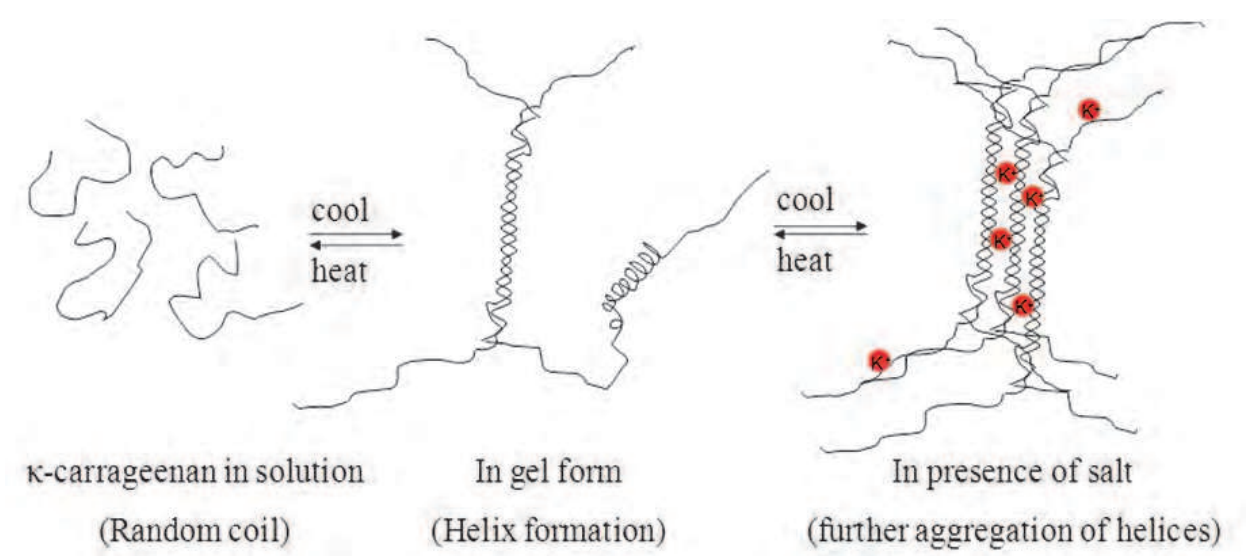 cool
heat
cool
heat
K+
K+
K+
K+
K+
K+
κ-carrageenan in solution
(Random coil)
In gel form
(Helix formation)
In presence of salt
(further aggregation of helices)